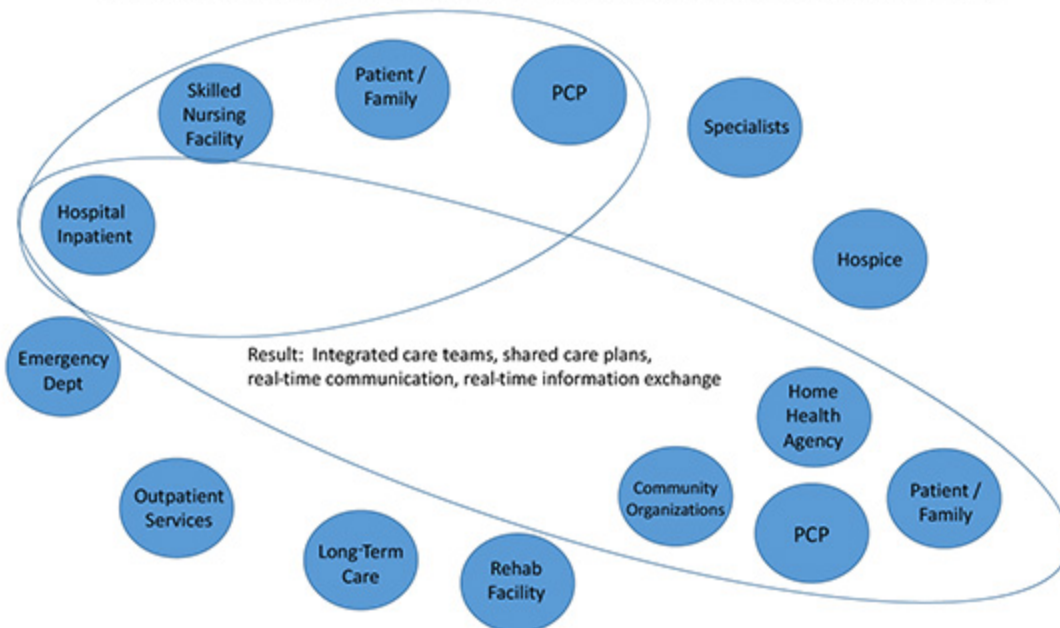 Skilled
Nursing
Facility
Patient /
Family
PCP
Specialists
Hospital
Inpatient
Hospice
Emergency
Dept
Result:  Integrated care teams, shared care plans,
real-time communication, real-time information exchange
Home
Health
Agency
Community
Organizations
PCP
Patient /
Family
Outpatient
Services
Long-Term
Care
Rehab
Facility